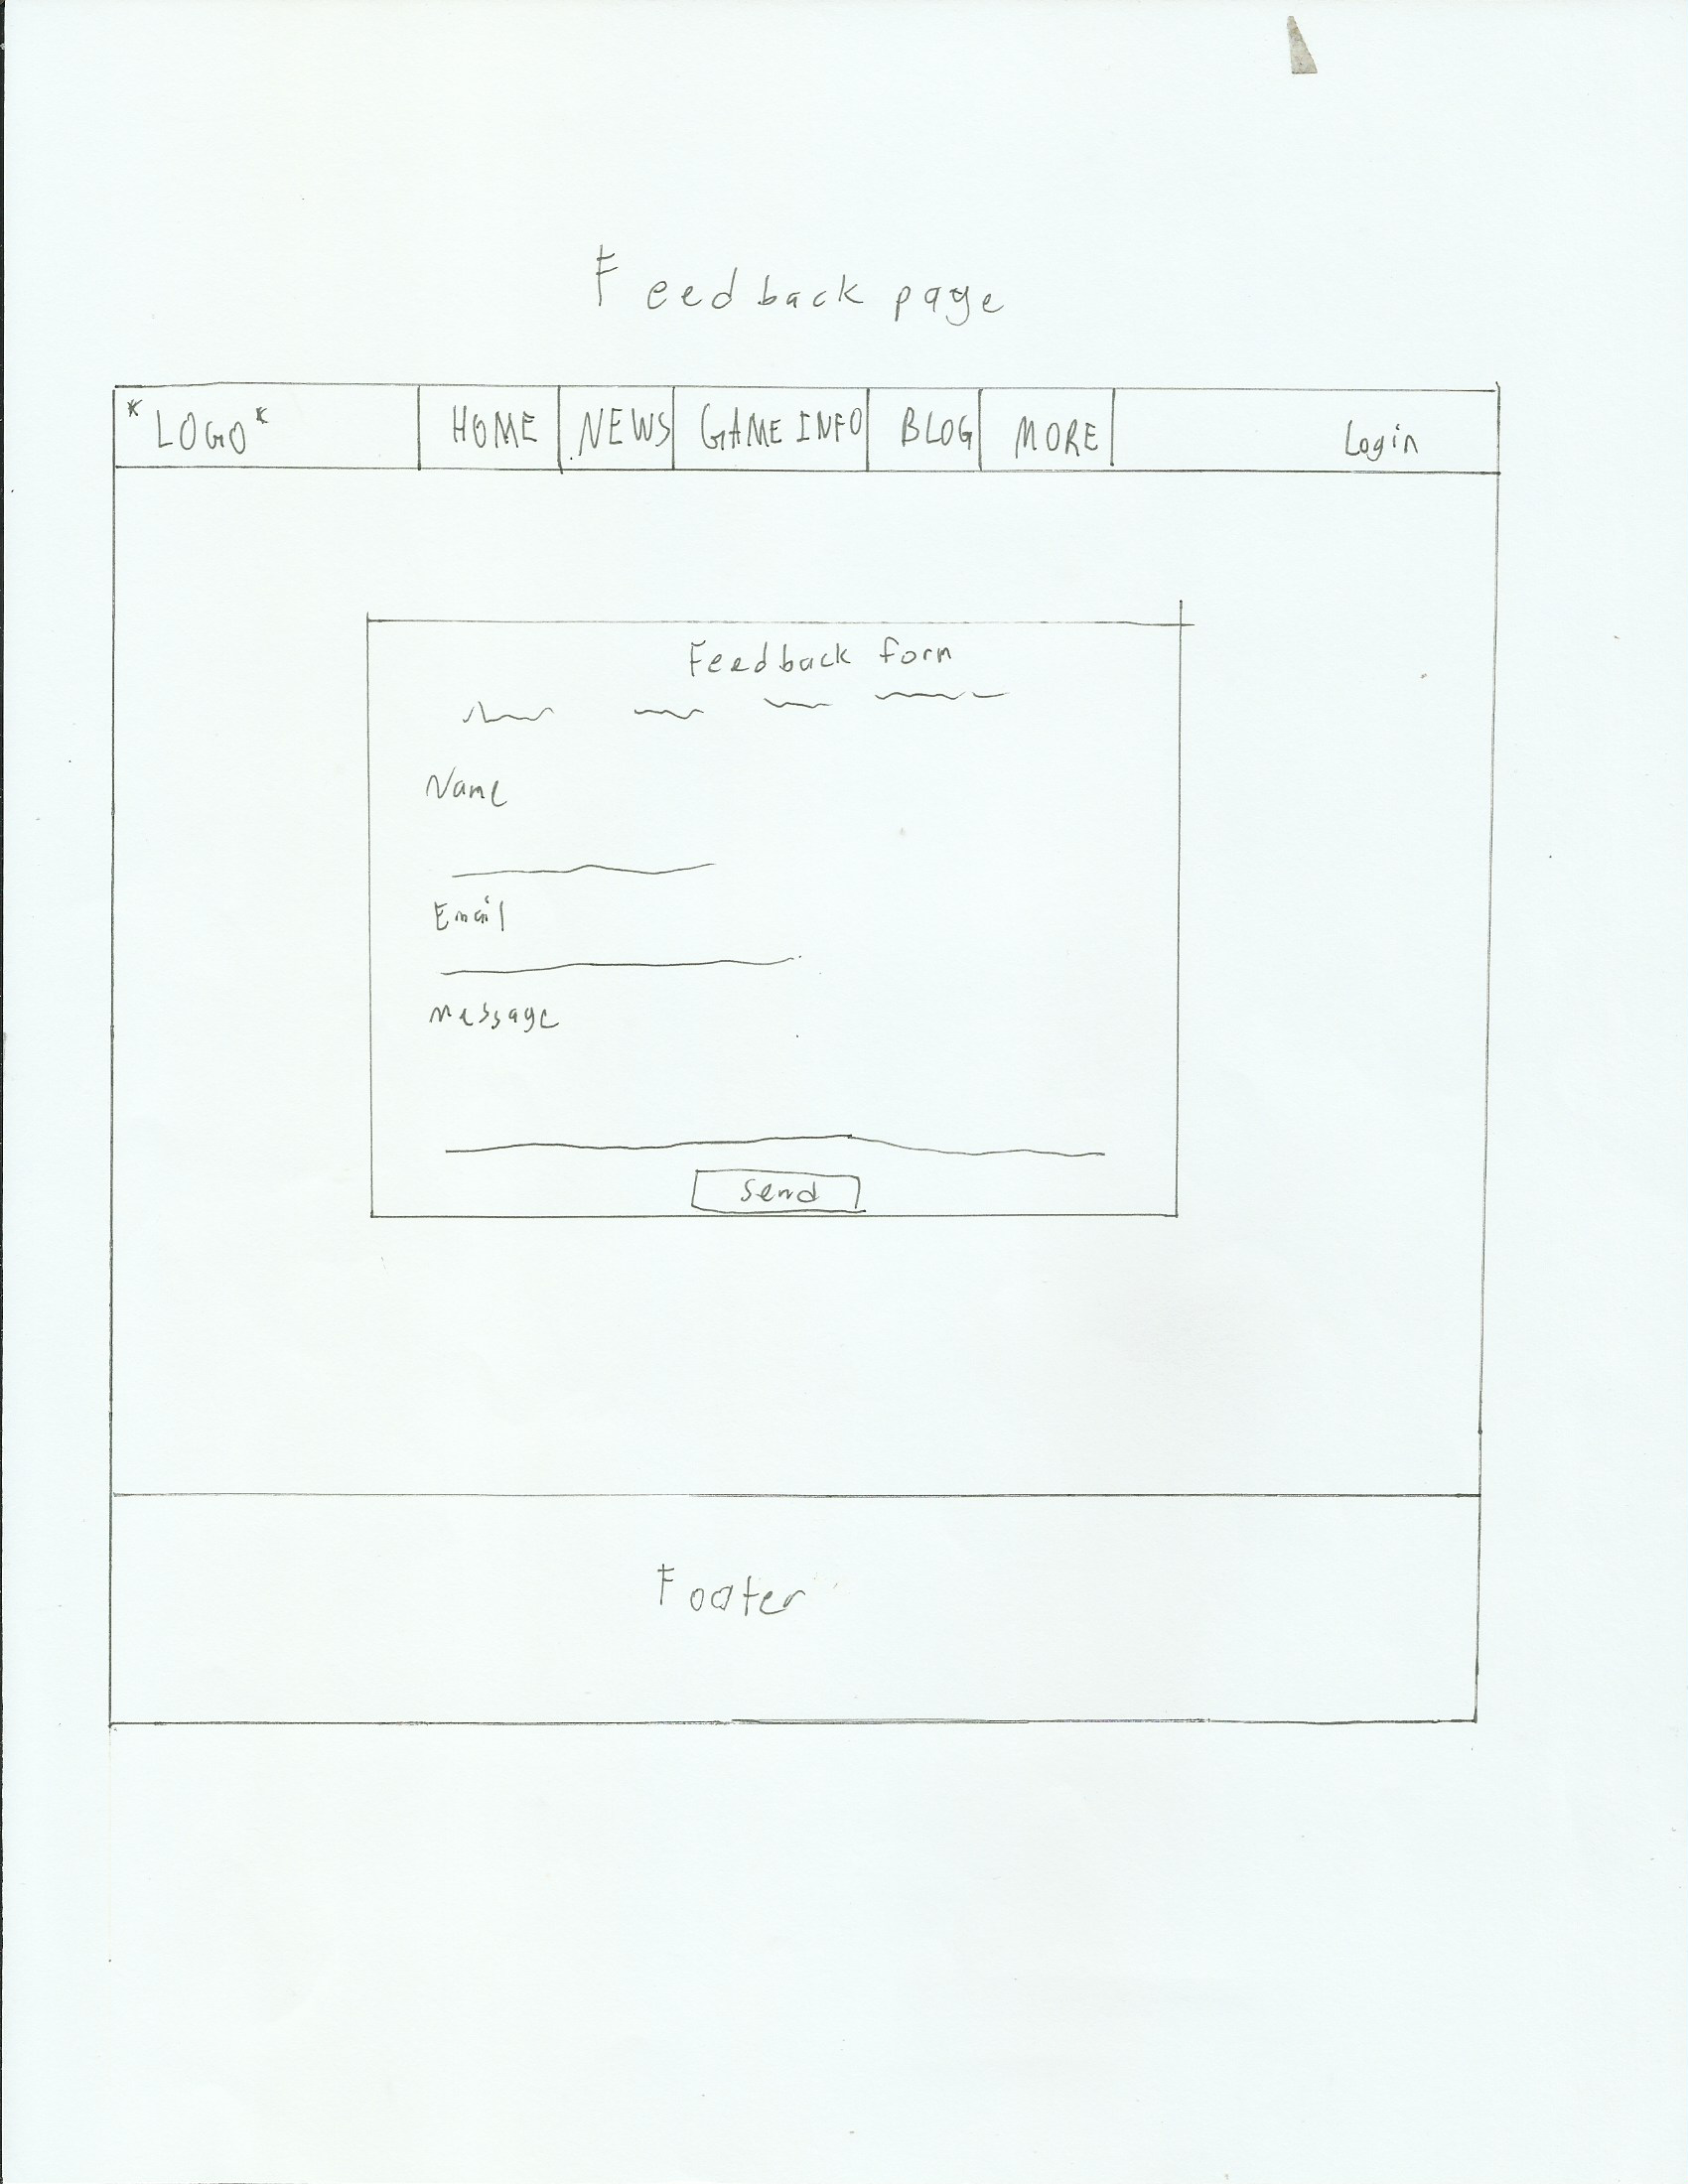 Feedback page
*LOGO* HOME NEWS GAME INFO BLOG MORE Login
Feedback form
Name
Email
message
Send
Footer